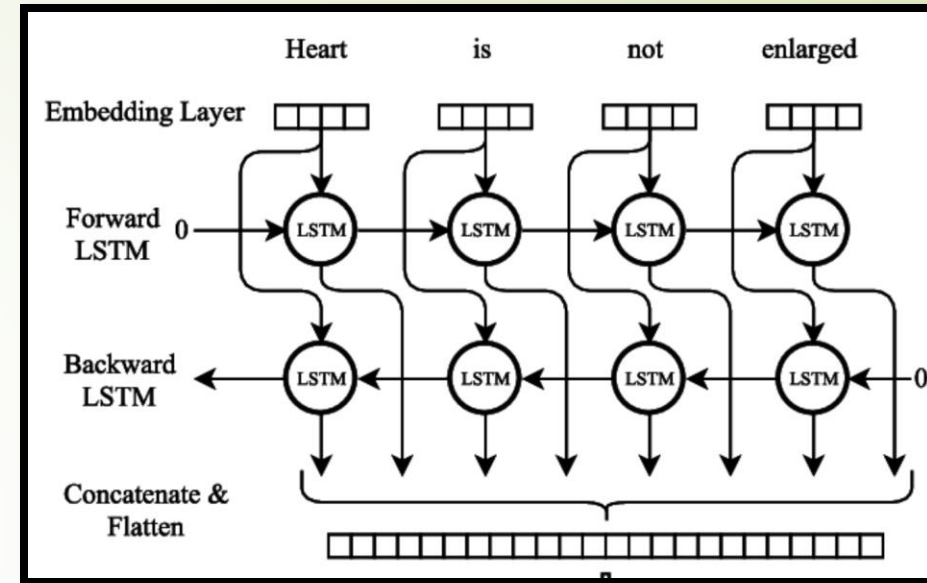 Heart is not enlarged
Embedding Layer
Forward
LSTM
0
LSTM LSTM LSTM LSTM
Backward
LSTM
LSTM LSTM LSTM LSTM
0
Concatenate &
Flatten